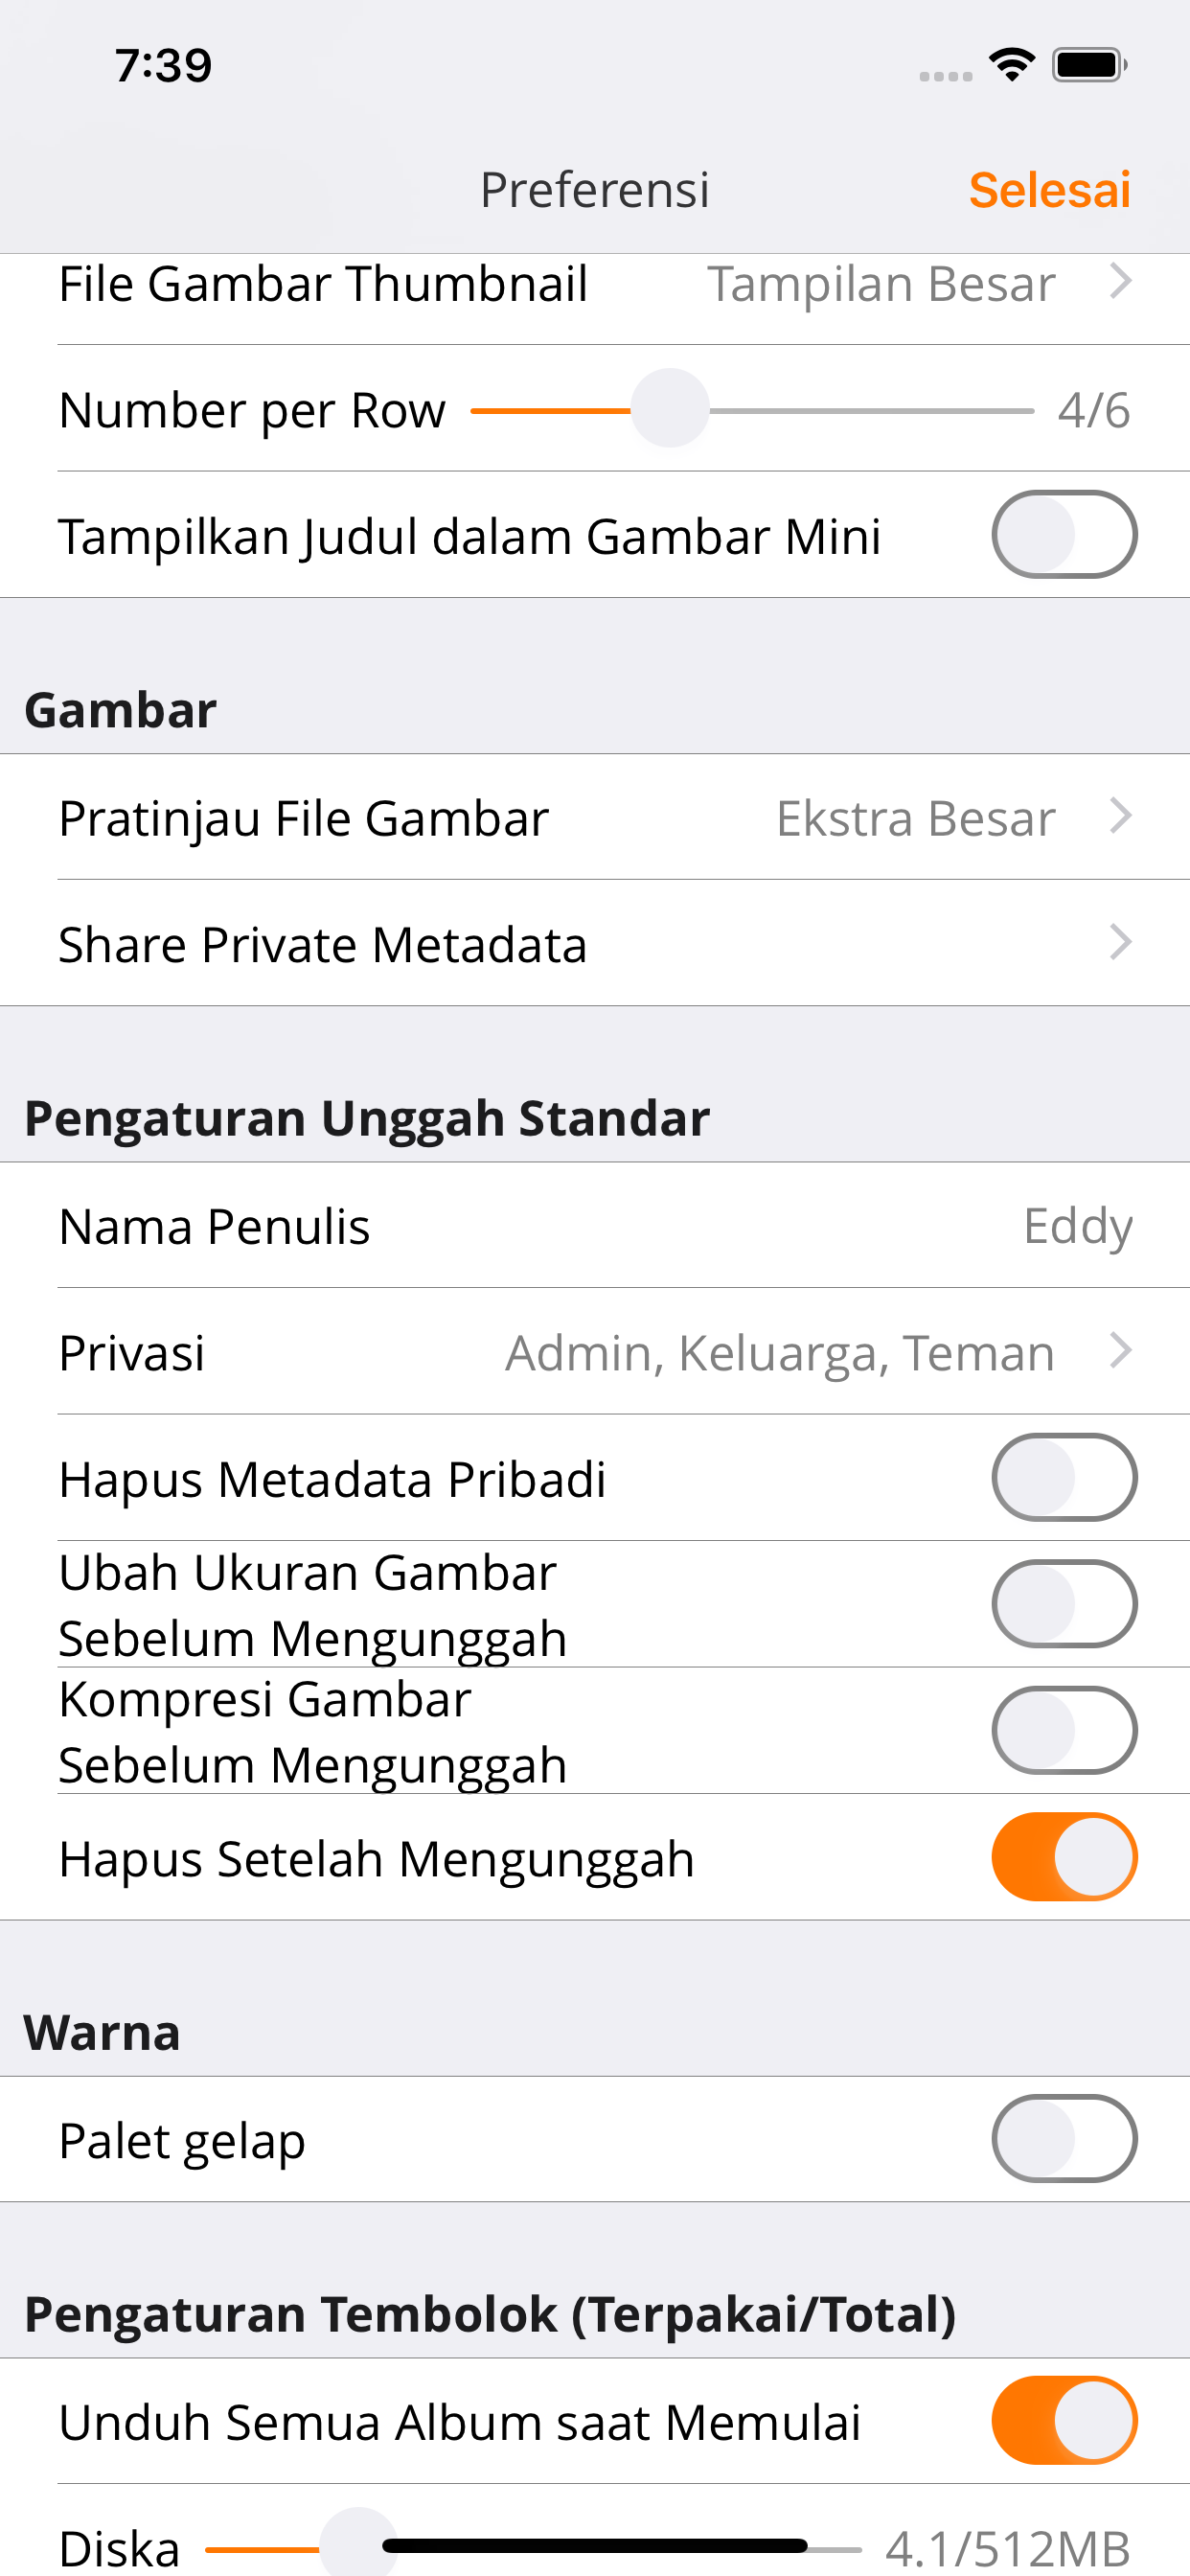 7:39
Preferensi
Selesai
File Gambar Thumbnail
Tampilan Besar
Number per Row
4/6
Tampilkan Judul dalam Gambar Mini
Gambar
Pratinjau File Gambar
Ekstra Besar
Share Private Metadata
Pengaturan Unggah Standar
Nama Penulis
Eddy
Privasi
Admin, Keluarga, Teman
Hapus Metadata Pribadi
Ubah Ukuran Gambar
Sebelum Mengunggah
Kompresi Gambar
Sebelum Mengunggah
Hapus Setelah Mengunggah
Warna
Palet gelap
Pengaturan Tembolok (Terpakai/Total)
Unduh Semua Album saat Memulai
Diska
4.1/512MB